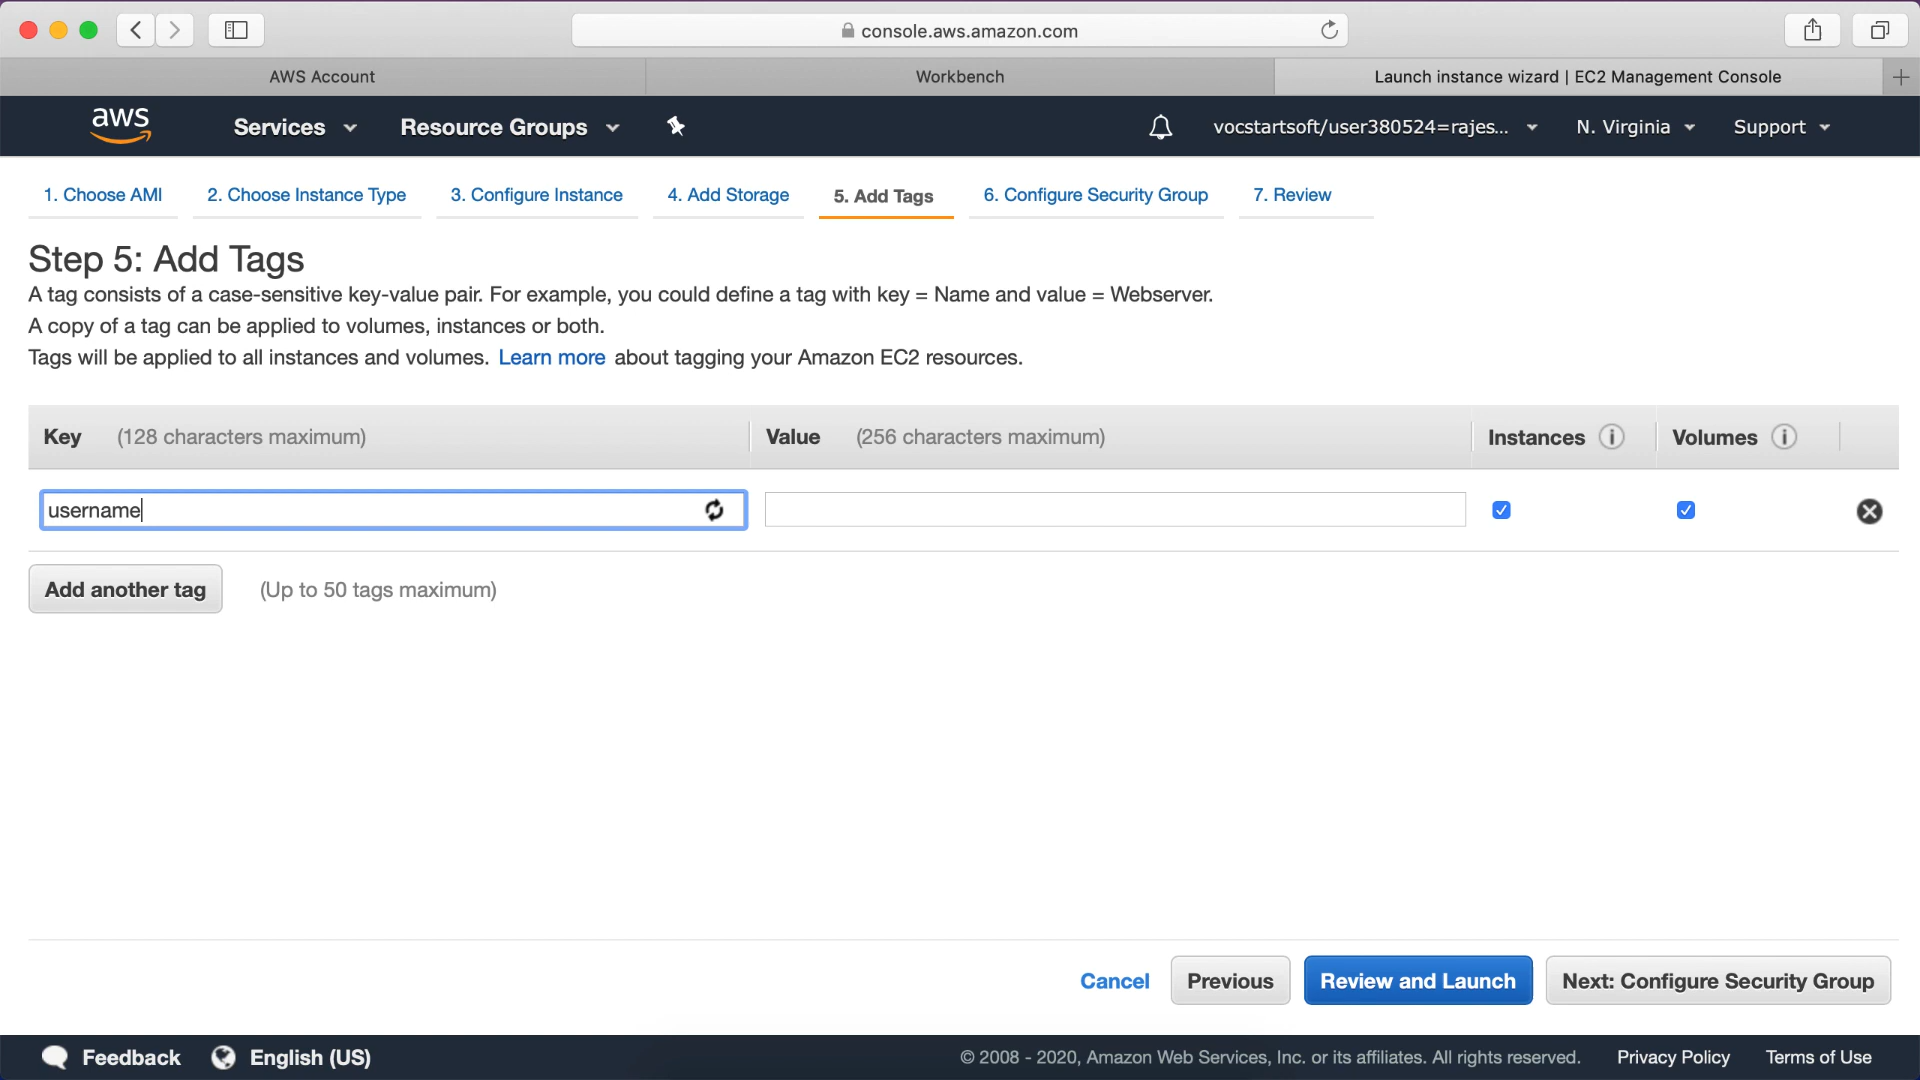 console.aws.amazon.com
AWS Account
Workbench
Launch instance wizard | EC2 Management Console
aws
Services
Resource Groups
vocstartsoft/user380524=rajes...
N. Virginia
Support
1. Choose AMI
2. Choose Instance Type
3. Configure Instance
4. Add Storage
5. Add Tags
6. Configure Security Group
7. Review
Step 5: Add Tags
A tag consists of a case-sensitive key-value pair. For example, you could define a tag with key = Name and value = Webserver.
A copy of a tag can be applied to volumes, instances or both.
Tags will be applied to all instances and volumes. Learn more about tagging your Amazon EC2 resources.
Key (128 characters maximum)
Value (256 characters maximum)
Instances
Volumes
username
Add another tag
(Up to 50 tags maximum)
Cancel
Previous
Review and Launch
Next: Configure Security Group
Feedback
English (US)
© 2008 - 2020, Amazon Web Services, Inc. or its affiliates. All rights reserved.
Privacy Policy
Terms of Use